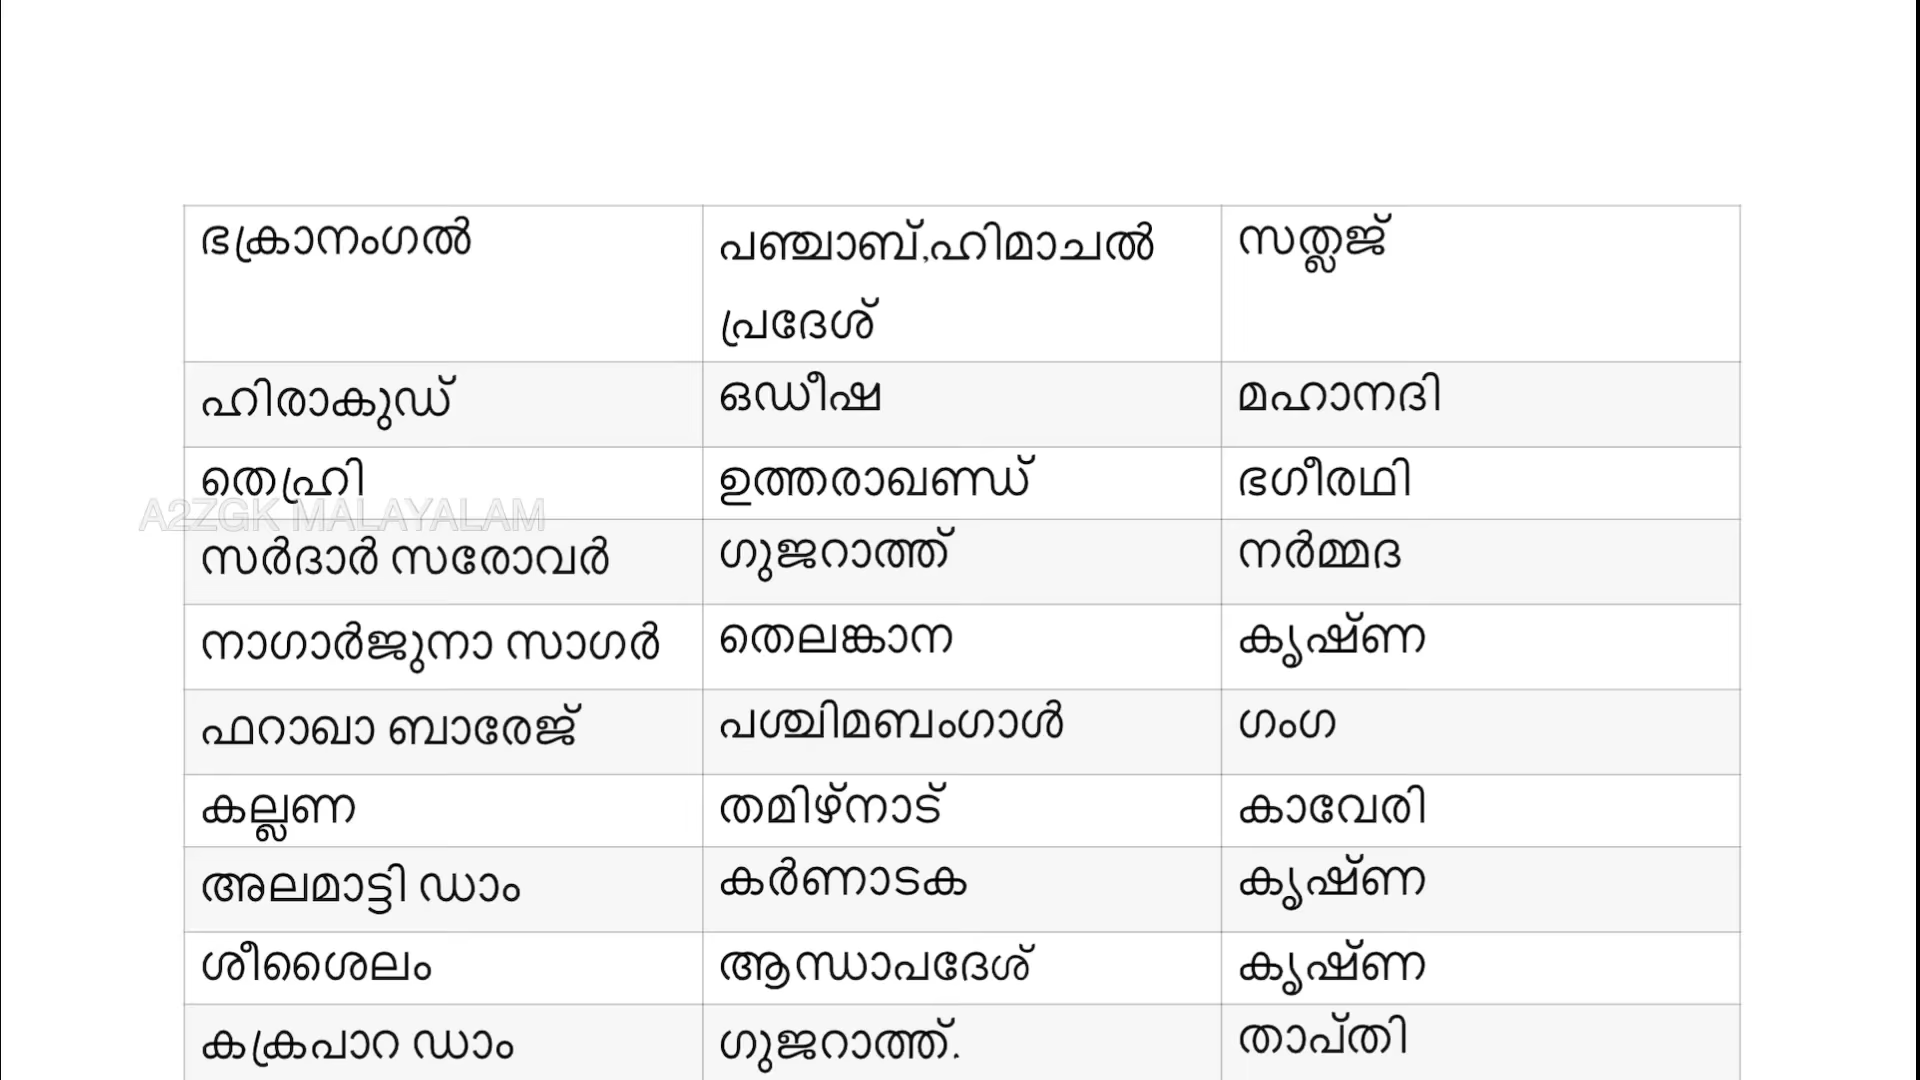 ഭക്രാനംഗൽ പഞ്ചാബ്,ഹിമാചൽ സത്ലജ്
പ്രദേശ്
ഹിരാകുഡ് ഒഡീഷ മഹാനദി
തെഹ്രി ഉത്തരാഖണ്ഡ് ഭഗീരഥി
A2ZGK MALAYALAM
സർദാർ സരോവർ ഗുജറാത്ത് നർമ്മദ
നാഗാർജുനാ സാഗർ തെലങ്കാന കൃഷ്ണ
ഫറാഖാ ബാരേജ് പശ്ചിമബംഗാൾ ഗംഗ
കല്ലണ തമിഴ്നാട് കാവേരി
അലമാട്ടി ഡാം കർണാടക കൃഷ്ണ
ശീശൈലം ആന്ധാപദേശ് കൃഷ്ണ
കക്രപാറ ഡാം ഗുജറാത്ത്. താപ്തി